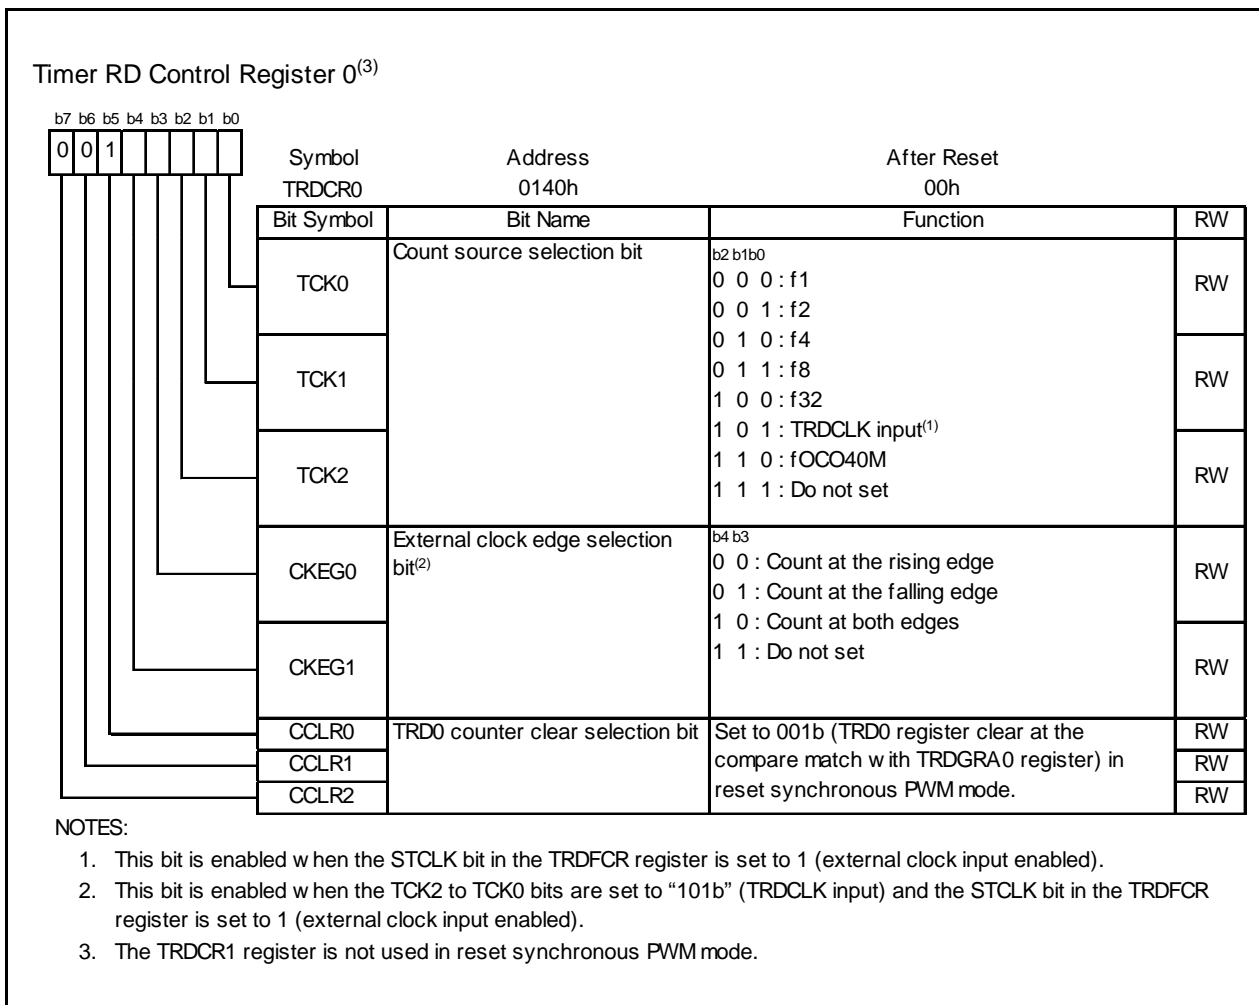 Timer RD Control Register 0(3)
b7 b6 b5 b4 b3 b2 b1 b0
0 0 1
Symbol Address After Reset
TRDCR0 0140h 00h
Bit Symbol Bit Name Function RW
TCK0 Count source selection bit b2 b1b0
0 0 0 : f1
0 0 1 : f2
0 1 0 : f4
0 1 1 : f8
1 0 0 : f32
1 0 1 : TRDCLK input(1)
1 1 0 : fOCO40M
1 1 1 : Do not set
RW
TCK1 RW
TCK2 RW
CKEG0 External clock edge selection
bit(2)
b4 b3
0 0 : Count at the rising edge
0 1 : Count at the falling edge
1 0 : Count at both edges
1 1 : Do not set
RW
CKEG1 RW
CCLR0 TRD0 counter clear selection bit Set to 001b (TRD0 register clear at the RW
CCLR1 compare match with TRDGRA0 register) in RW
CCLR2 reset synchronous PWM mode. RW
NOTES:
1. This bit is enabled when the STCLK bit in the TRDFCR register is set to 1 (external clock input enabled).
2. This bit is enabled when the TCK2 to TCK0 bits are set to “101b” (TRDCLK input) and the STCLK bit in the TRDFCR
register is set to 1 (external clock input enabled).
3. The TRDCR1 register is not used in reset synchronous PWM mode.